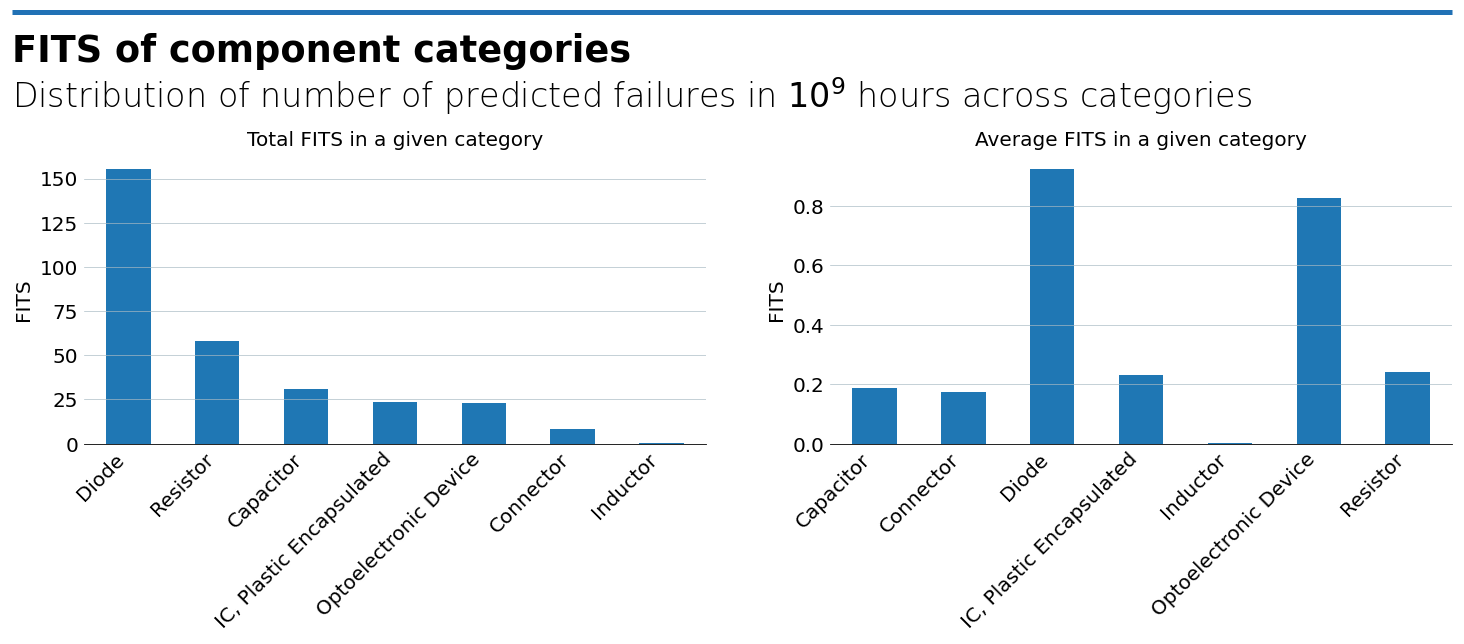 FITS of component categories
Distribution of number of predicted failures in 10⁹ hours across categories
Total FITS in a given category
FITS
150
125
100
75
50
25
0
Diode
Resistor
Capacitor
IC, Plastic Encapsulated
Optoelectronic Device
Connector
Inductor
Average FITS in a given category
FITS
0.8
0.6
0.4
0.2
0.0
Capacitor
Connector
Diode
IC, Plastic Encapsulated
Inductor
Optoelectronic Device
Resistor